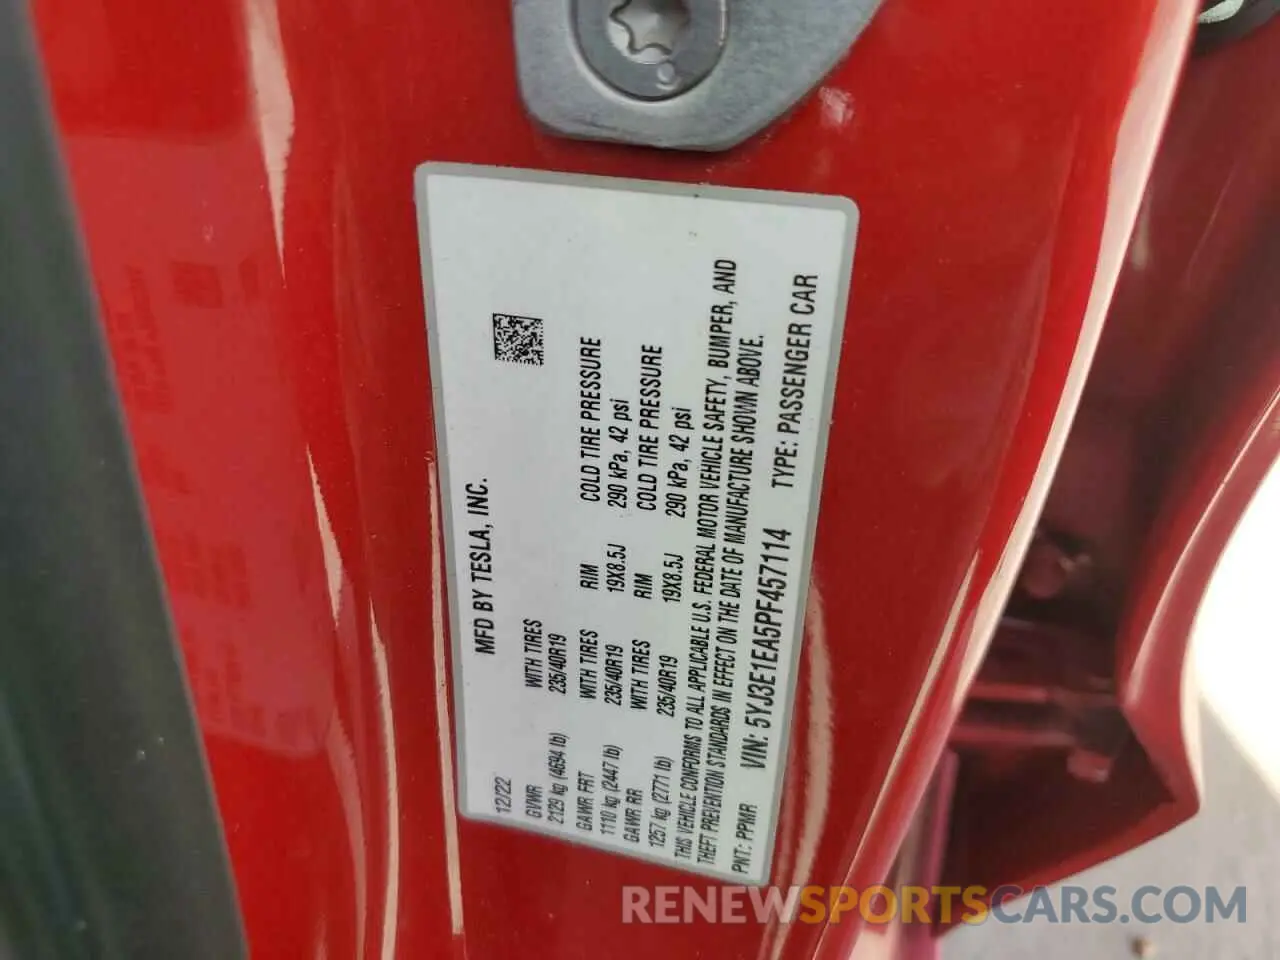 MFD BY TESLA, INC.
12/22
GVWR WITH TIRES
2129 kg (4694 lb) 235/40R19
GAWR FRT WITH TIRES RIM COLD TIRE PRESSURE
1110 kg (2447 lb) 235/40R19 19X8.5J 290 kPa, 42 psi
GAWR RR WITH TIRES RIM COLD TIRE PRESSURE
1257 kg (2771 lb) 235/40R19 19X8.5J 290 kPa, 42 psi
THIS VEHICLE CONFORMS TO ALL APPLICABLE U.S. FEDERAL MOTOR VEHICLE SAFETY, BUMPER, AND
THEFT PREVENTION STANDARDS IN EFFECT ON THE DATE OF MANUFACTURE SHOWN ABOVE.
PNT: PPMR VIN: 5YJ3E1EA5PF457114 TYPE: PASSENGER CAR
RENEWSPORTSCARS.COM